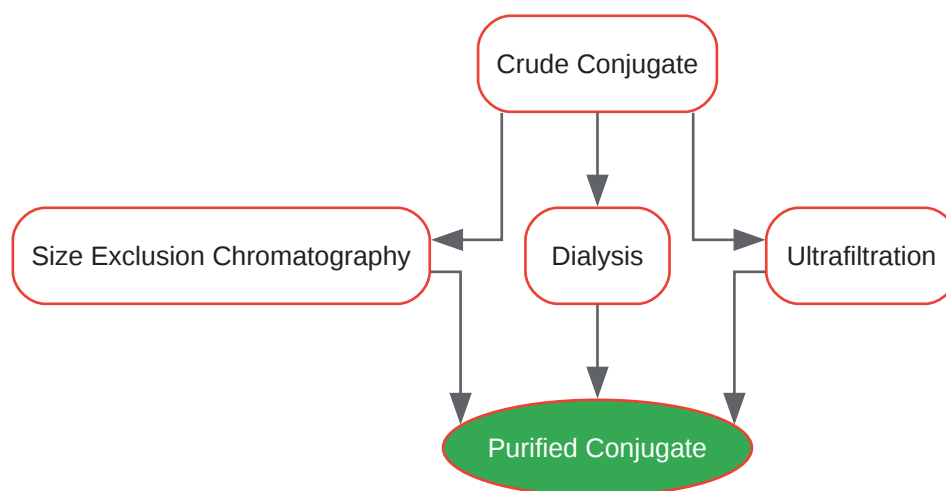 Crude Conjugate
Size Exclusion Chromatography
Dialysis
Ultrafiltration
Purified Conjugate